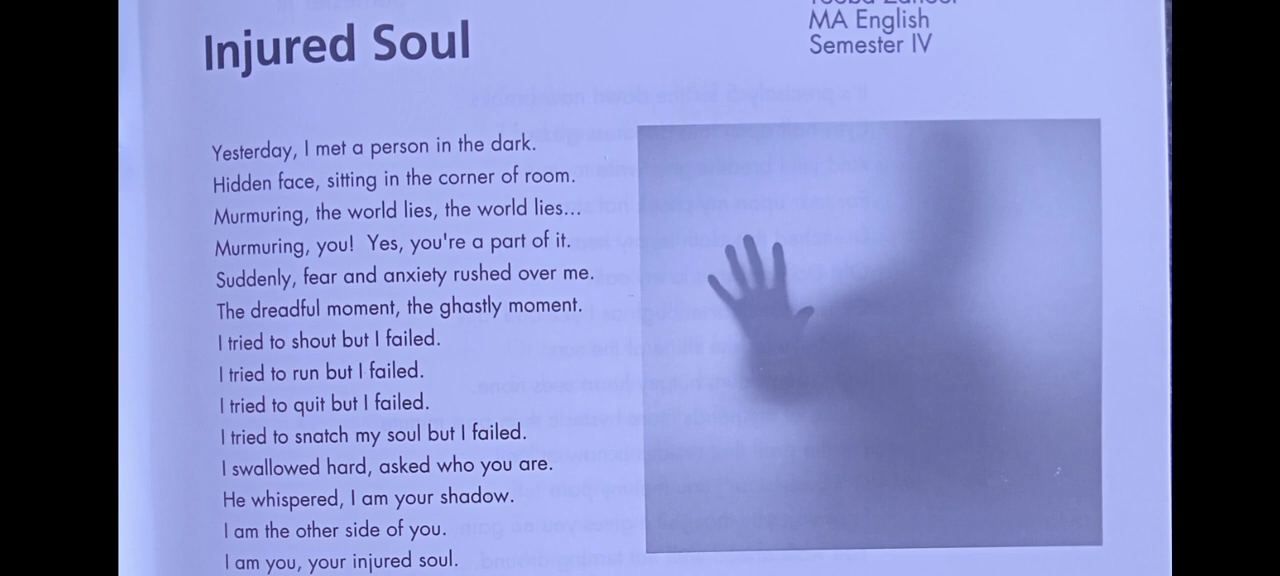 Injured Soul
MA English
Semester IV
Yesterday, I met a person in the dark.
Hidden face, sitting in the corner of room.
Murmuring, the world lies, the world lies...
Murmuring, you! Yes, you're a part of it.
Suddenly, fear and anxiety rushed over me.
The dreadful moment, the ghastly moment.
I tried to shout but I failed.
I tried to run but I failed.
I tried to quit but I failed.
I tried to snatch my soul but I failed.
I swallowed hard, asked who you are.
He whispered, I am your shadow.
I am the other side of you.
I am you, your injured soul.